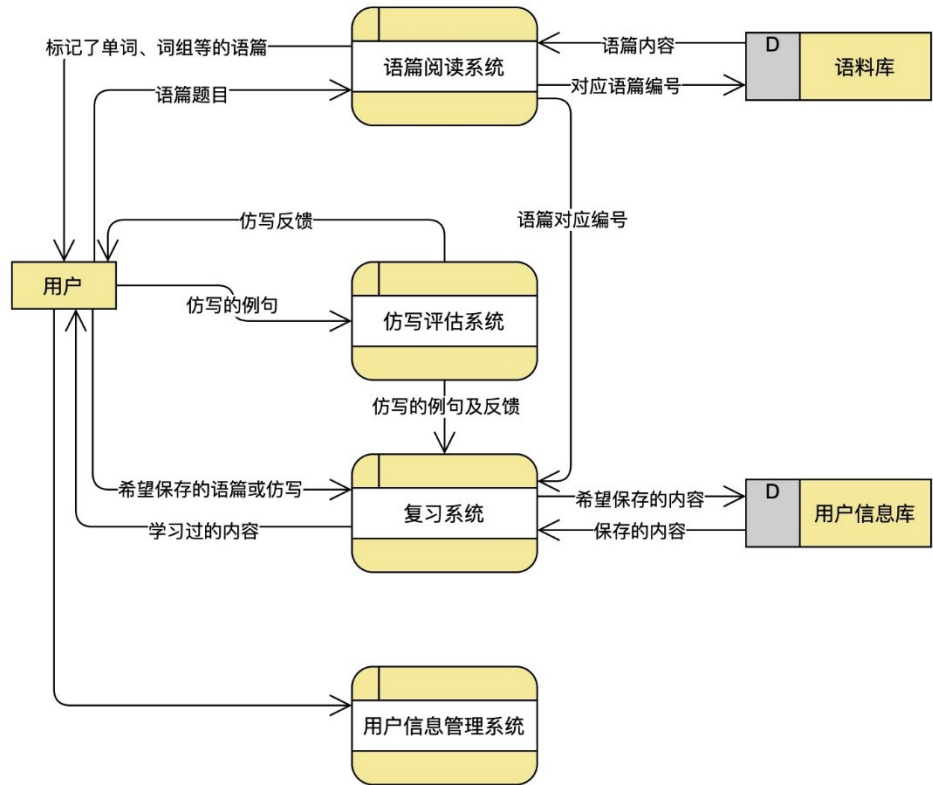 标记了单词、词组等的语篇
语篇题目
语篇阅读系统
语篇内容
对应语篇编号
D
语料库
语篇对应编号
仿写反馈
用户
仿写的例句
仿写评估系统
仿写的例句及反馈
希望保存的语篇或仿写
学习过的内容
复习系统
希望保存的内容
保存的内容
D
用户信息库
用户信息管理系统